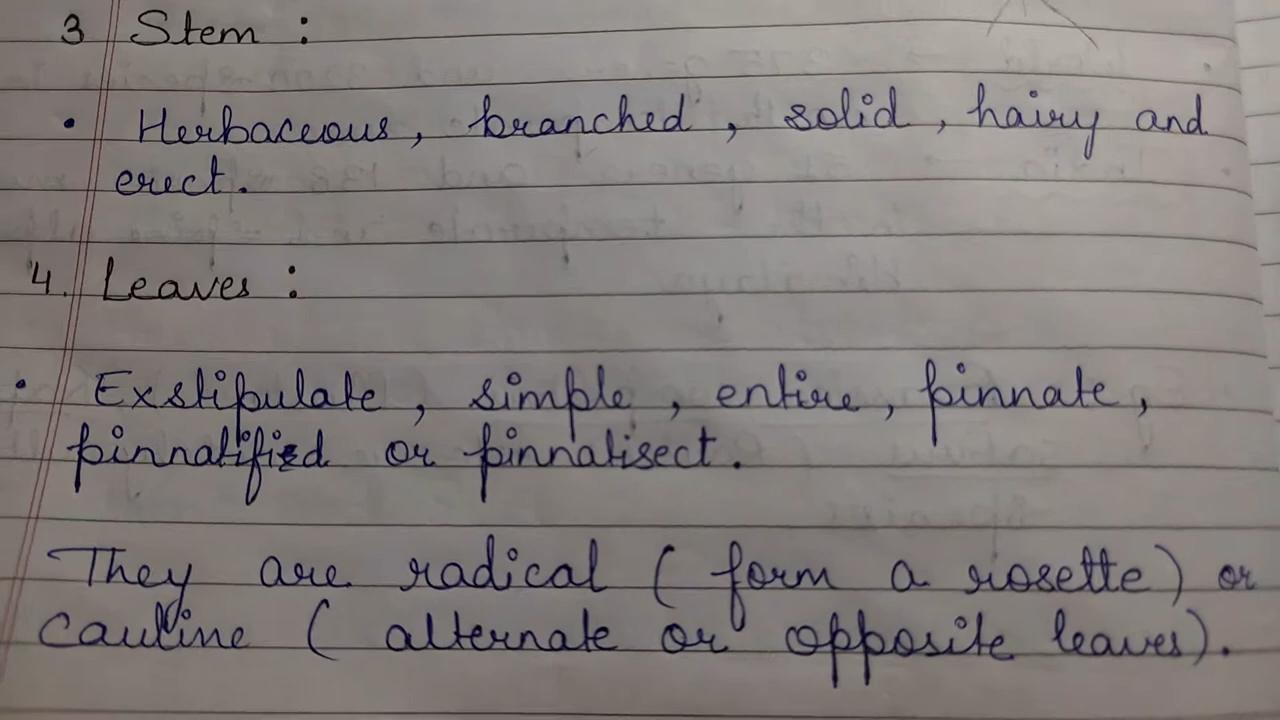 3 Stem :
• Herbaceous, branched, solid, hairy and
erect.
4. Leaves :
• Exstipulate, simple, entire, pinnate,
pinnatified or pinnatisect.
They are radical (form a rosette) or
Cauline (alternate or opposite leaves).